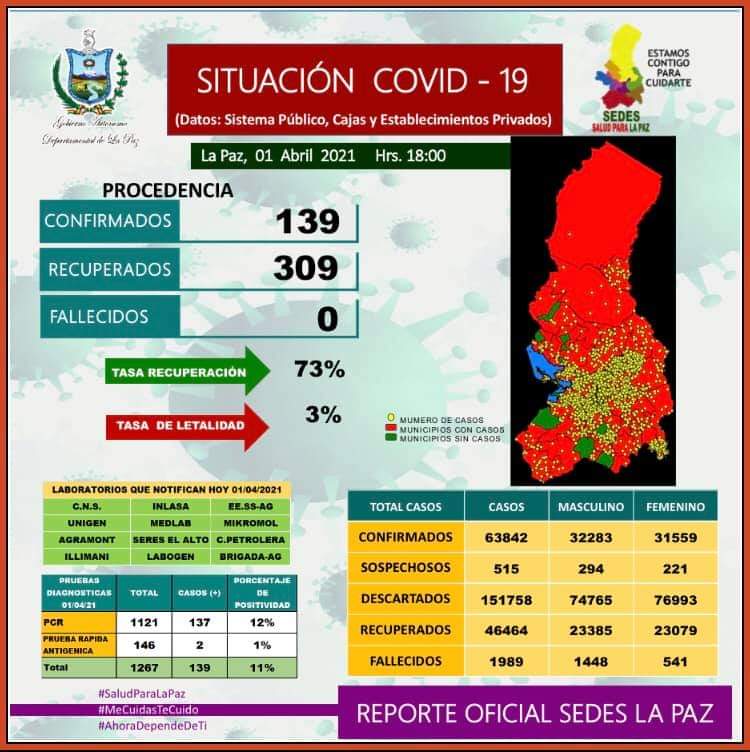 Gobierno Autónomo
Departamental de La Paz
SITUACIÓN COVID - 19
(Datos: Sistema Público, Cajas y Establecimientos Privados)
ESTAMOS
CONTIGO
PARA
CUIDARTE
SEDES
SALUD PARA LA PAZ
La Paz, 01 Abril 2021 Hrs. 18:00
PROCEDENCIA
CONFIRMADOS 139
RECUPERADOS 309
FALLECIDOS 0
TASA RECUPERACIÓN 73%
TASA DE LETALIDAD 3%
MUMERO DE CASOS
MUNICIPIOS CON CASOS
MUNICIPIOS SIN CASOS
LABORATORIOS QUE NOTIFICAN HOY 01/04/2021
C.N.S. INLASA EE.SS-AG
UNIGEN MEDLAB MIKROMOL
AGRAMONT SERES EL ALTO C.PETROLERA
ILLIMANI LABOGEN BRIGADA-AG
PRUEBAS DIAGNOSTICAS 01/04/21 TOTAL CASOS (+) PORCENTAJE DE POSITIVIDAD
PCR 1121 137 12%
PRUEBA RAPIDA ANTIGENICA 146 2 1%
Total 1267 139 11%
TOTAL CASOS CASOS MASCULINO FEMENINO
CONFIRMADOS 63842 32283 31559
SOSPECHOSOS 515 294 221
DESCARTADOS 151758 74765 76993
RECUPERADOS 46464 23385 23079
FALLECIDOS 1989 1448 541
#SaludParaLaPaz
#MeCuidasTeCuido
#AhoraDependeDeTi
REPORTE OFICIAL SEDES LA PAZ